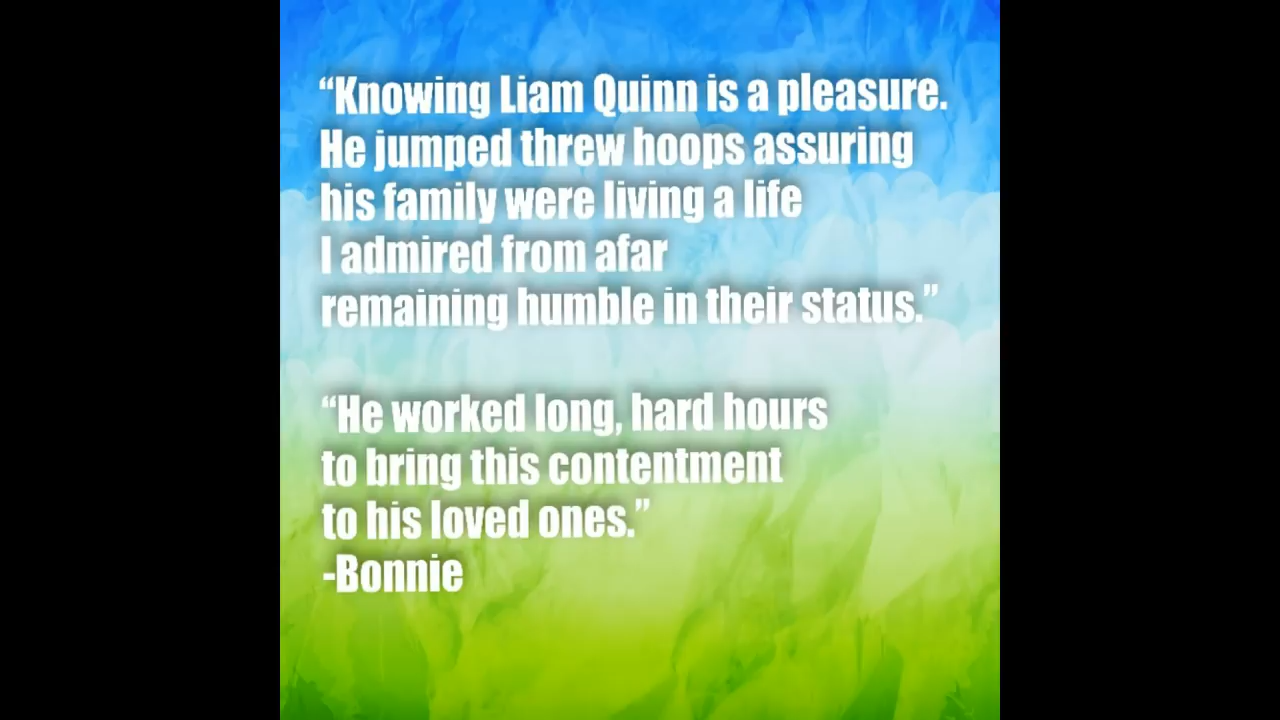 “Knowing Liam Quinn is a pleasure.
He jumped threw hoops assuring
his family were living a life
I admired from afar
remaining humble in their status.”
“He worked long, hard hours
to bring this contentment
to his loved ones.”
-Bonnie